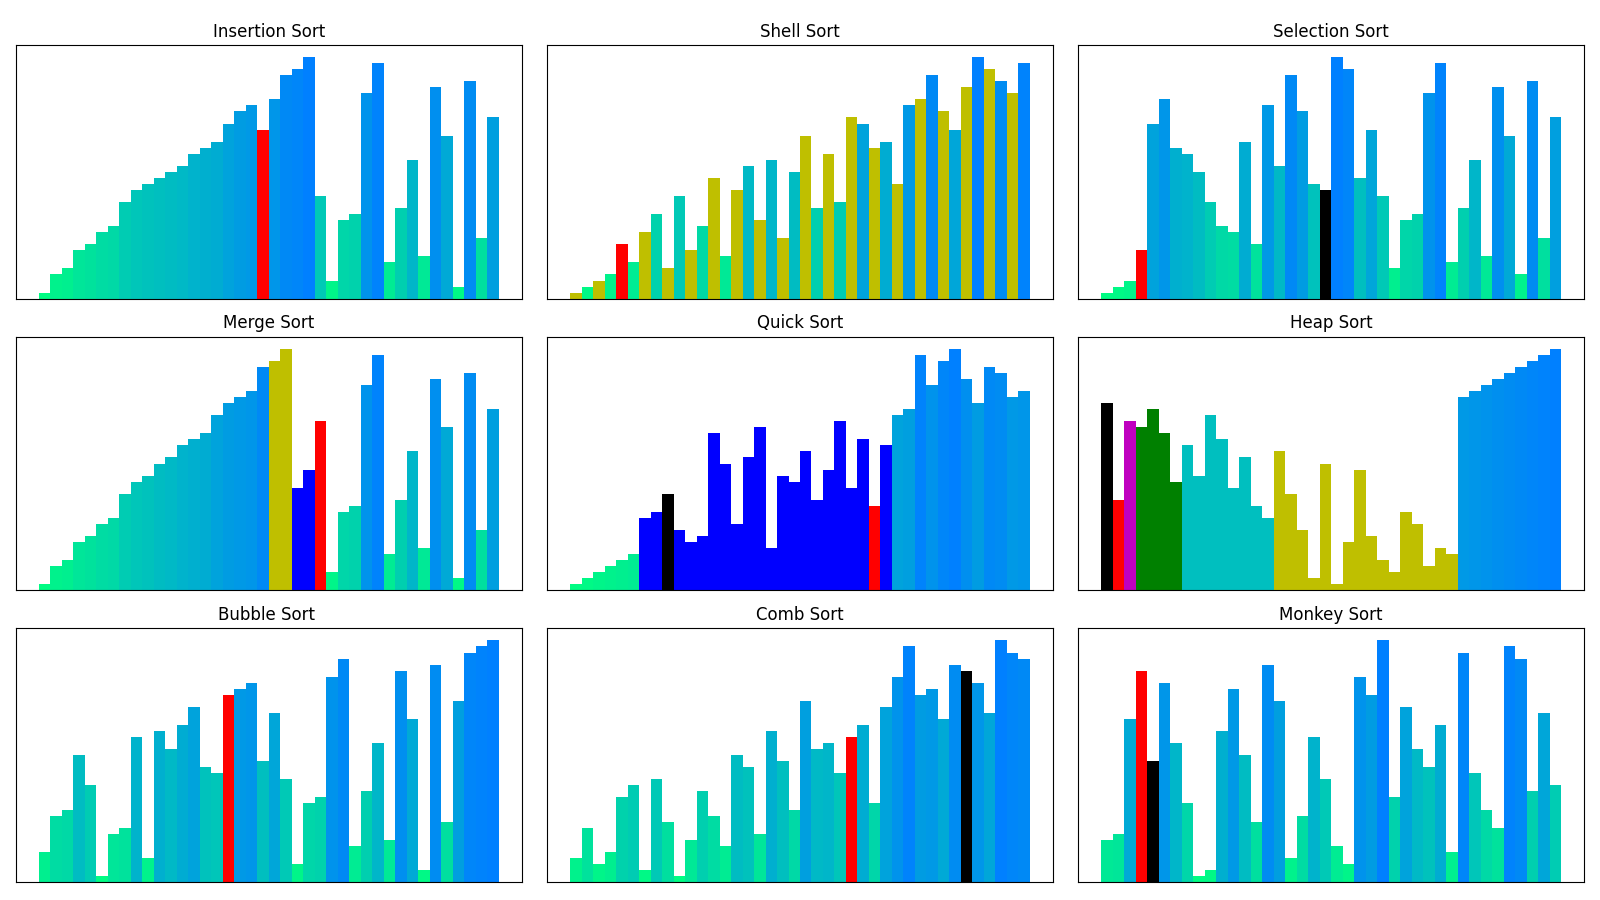 Insertion Sort
Shell Sort
Selection Sort
Merge Sort
Quick Sort
Heap Sort
Bubble Sort
Comb Sort
Monkey Sort